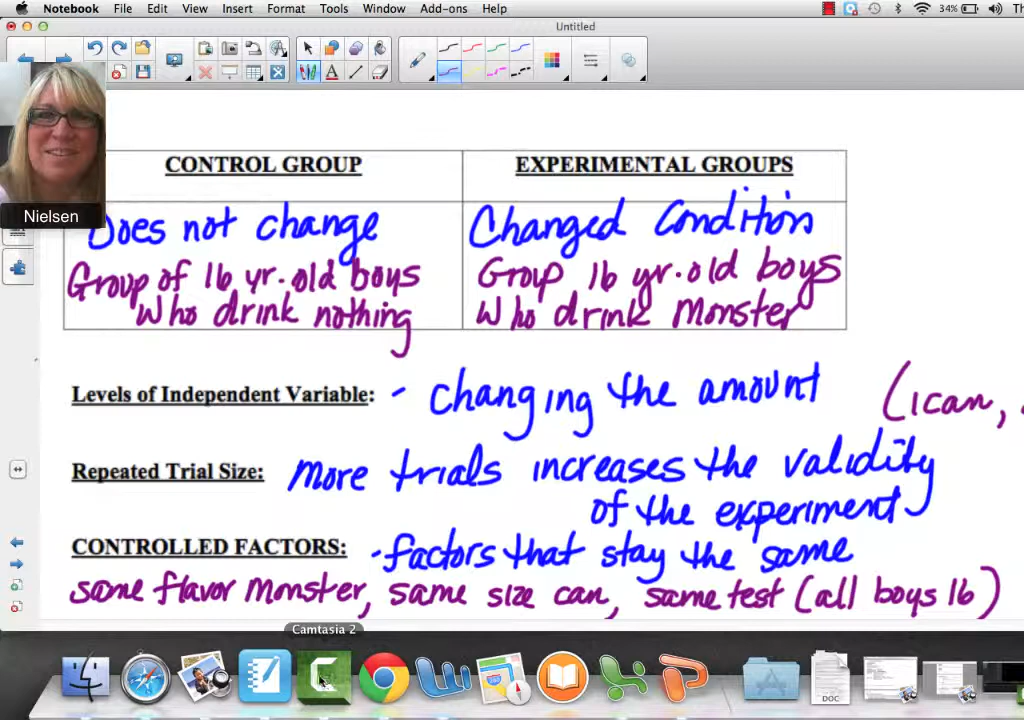 Notebook File Edit View Insert Format Tools Window Add-ons Help 34% Th
Untitled
Nielsen
CONTROL GROUP EXPERIMENTAL GROUPS
Does not change Changed Condition
Group of 16 yr. old boys Group 16 yr. old boys
Who drink nothing Who drink Monster
Levels of Independent Variable: - changing the amount (1can,
Repeated Trial Size: More trials increases the validity
of the experiment
CONTROLLED FACTORS: -factors that stay the same
same flavor Monster, same size can, same test (all boys 16)
Camtasia 2
DOC